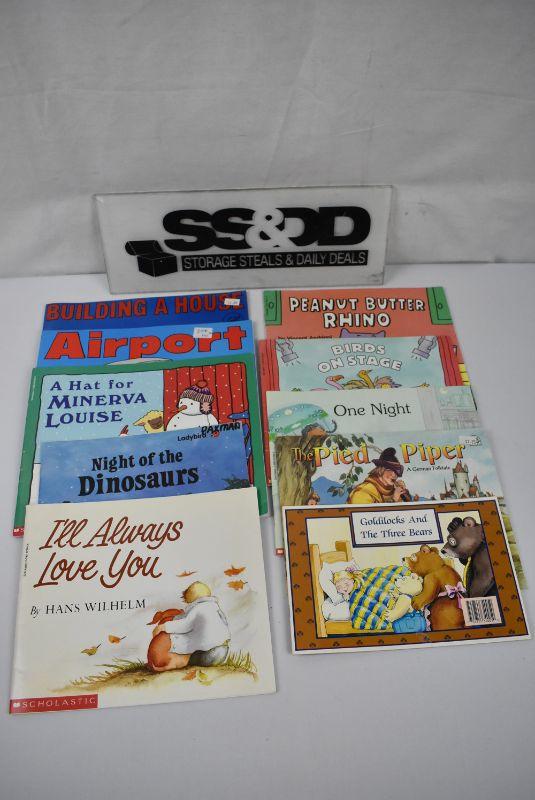 SS&DD
STORAGE STEALS & DAILY DEALS
BUILDING A HOUSE
Airport
A Hat for
MINERVA
LOUISE
PAXMAN
Ladybird
Night of the
Dinosaurs
I'll Always
Love You
By HANS WILHELM
SCHOLASTIC
PEANUT BUTTER
RHINO
BIRDS
ON STAGE
One Night
The Pied Piper
A German Folktale
Goldilocks And
The Three Bears